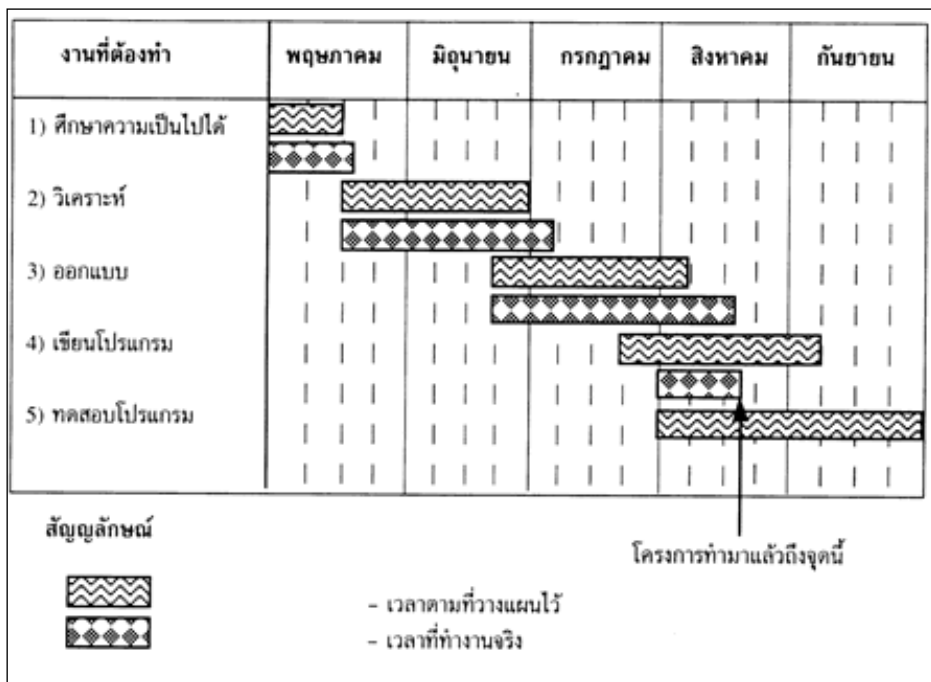 งานที่ต้องทำ พฤษภาคม มิถุนายน กรกฎาคม สิงหาคม กันยายน
1) ศึกษาความเป็นไปได้
2) วิเคราะห์
3) ออกแบบ
4) เขียนโปรแกรม
5) ทดสอบโปรแกรม
สัญญลักษณ์
โครงการทำมาแล้วถึงจุดนี้
- เวลาตามที่วางแผนไว้
- เวลาที่ทำงานจริง